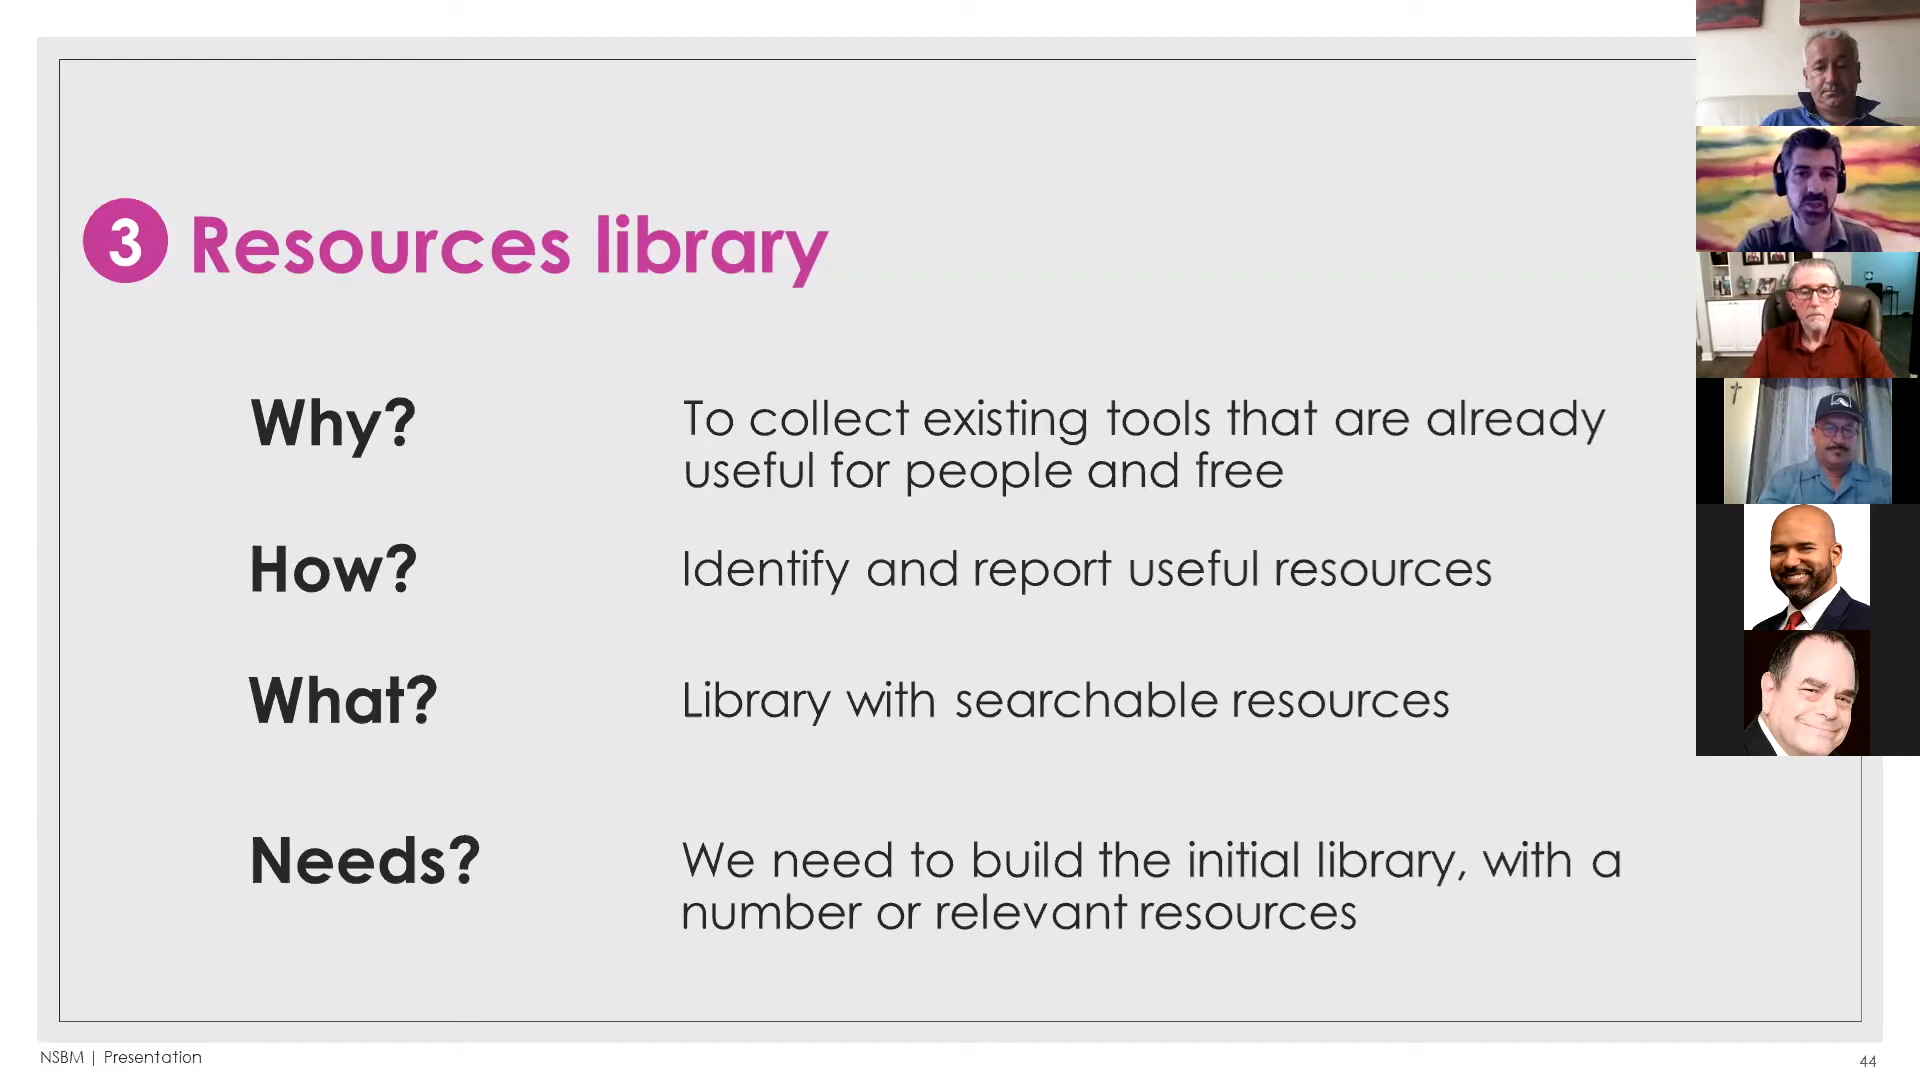 3 Resources library
Why?
To collect existing tools that are already
useful for people and free
How?
Identify and report useful resources
What?
Library with searchable resources
Needs?
We need to build the initial library, with a
number or relevant resources
NSBM | Presentation
44